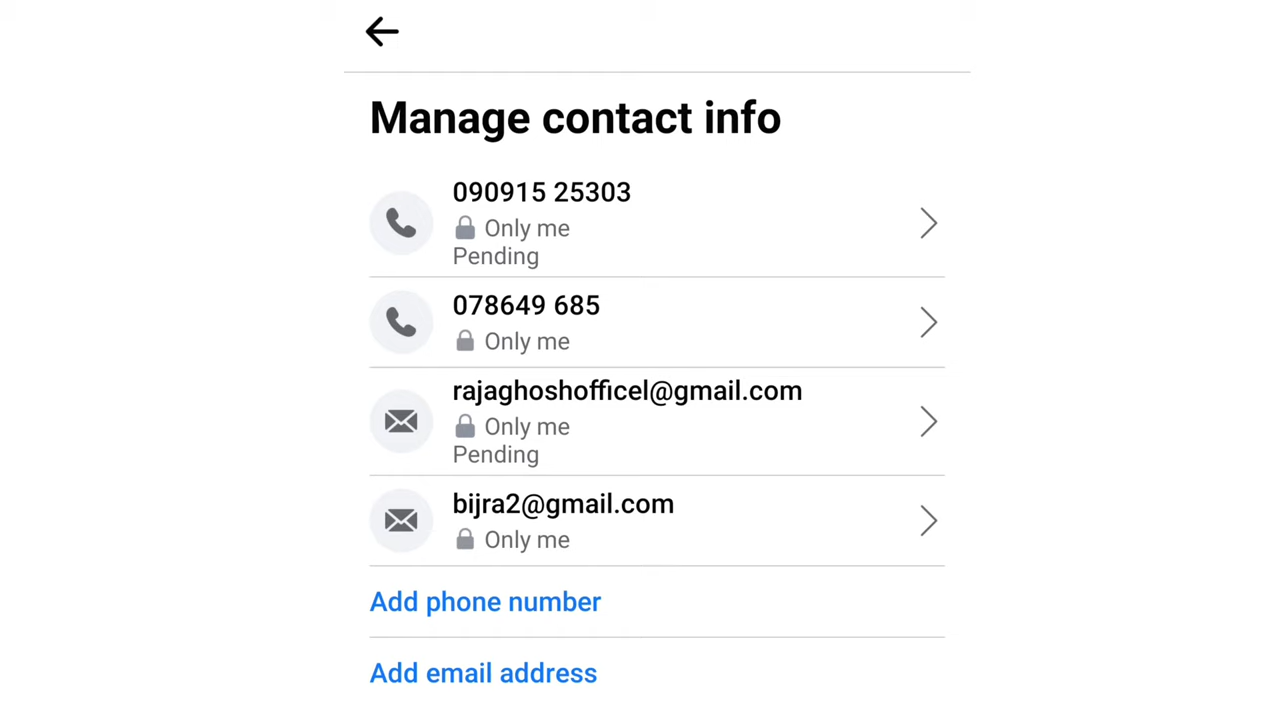 Manage contact info
090915 25303
Only me
Pending
078649 685
Only me
rajaghoshofficel@gmail.com
Only me
Pending
bijra2@gmail.com
Only me
Add phone number
Add email address